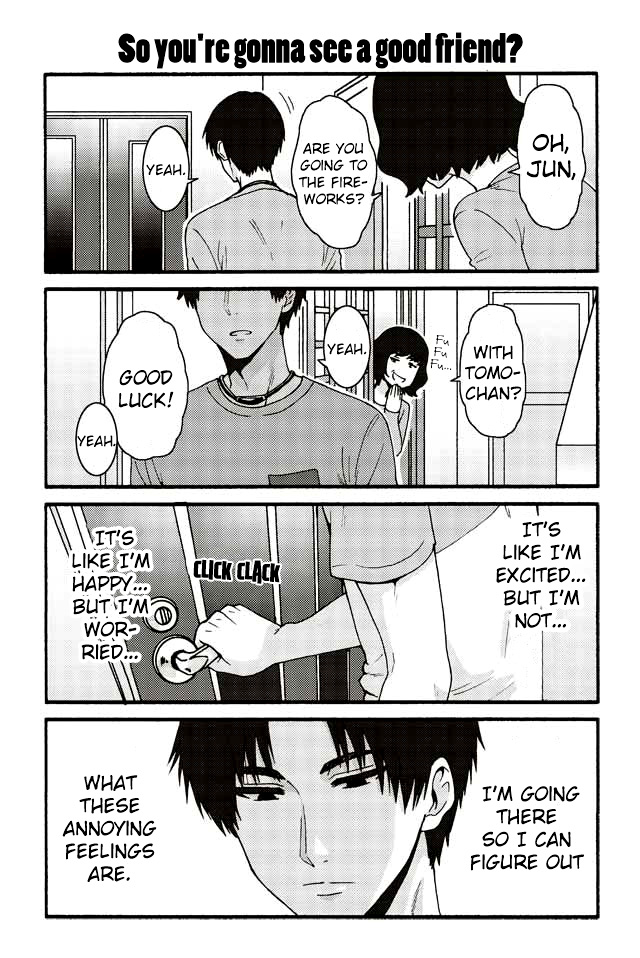 So you're gonna see a good friend?
OH,
JUN,
ARE YOU
GOING TO
THE FIRE-
WORKS?
YEAH.
WITH
TOMO-
CHAN?
FU
FU
FU...
YEAH.
GOOD
LUCK!
YEAH.
IT'S
LIKE I'M
EXCITED...
BUT I'M
NOT...
CLICK CLACK
IT'S
LIKE I'M
HAPPY...
BUT I'M
WOR-
RIED...
I'M GOING
THERE
SO I CAN
FIGURE OUT
WHAT
THESE
ANNOYING
FEELINGS
ARE.